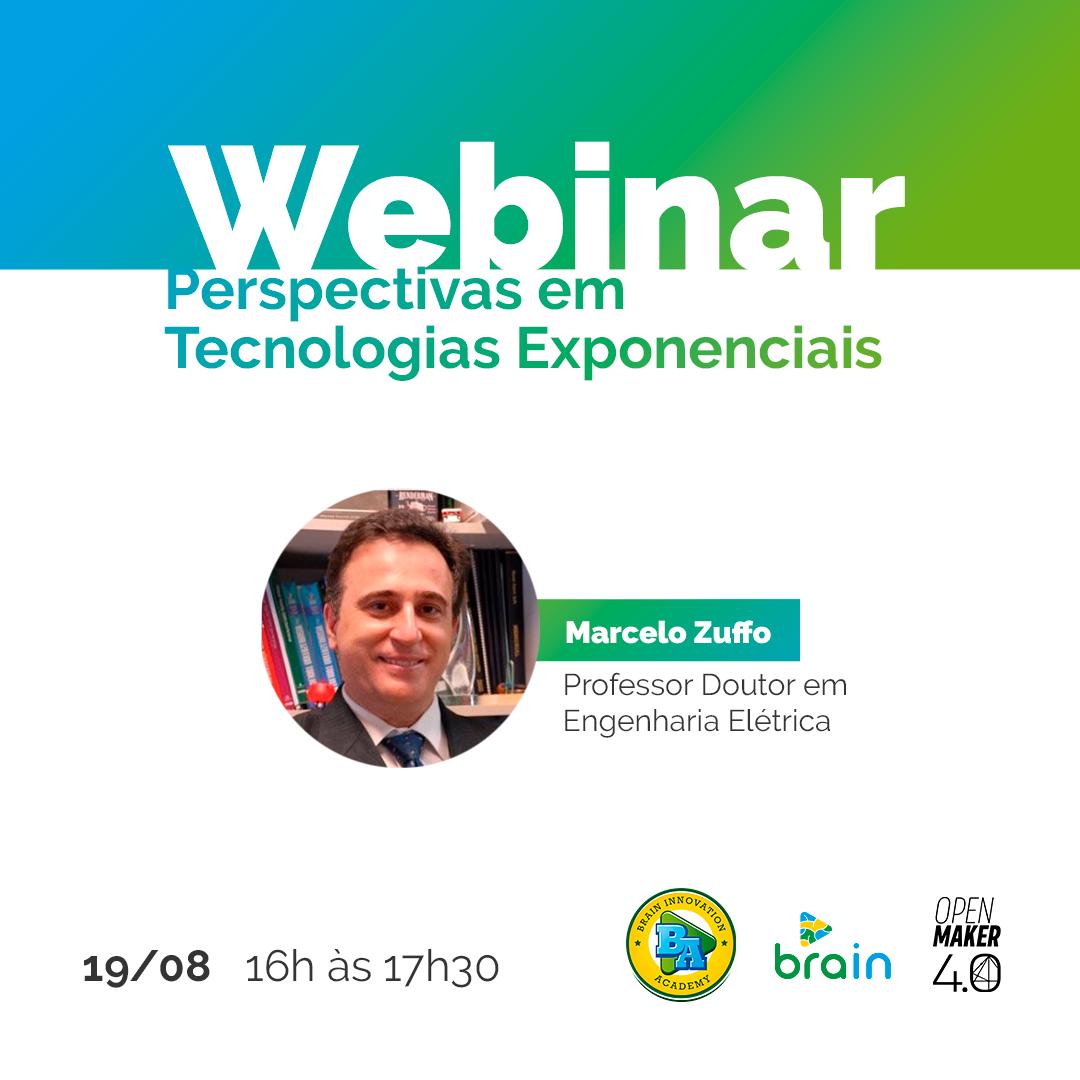 Webinar
Perspectivas em
Tecnologias Exponenciais
RENDERMAN
Marcelo Zuffo
Professor Doutor em
Engenharia Elétrica
19/08 16h às 17h30
BRAIN INNOVATION
BA
ACADEMY
brain
OPEN
MAKER
4.0